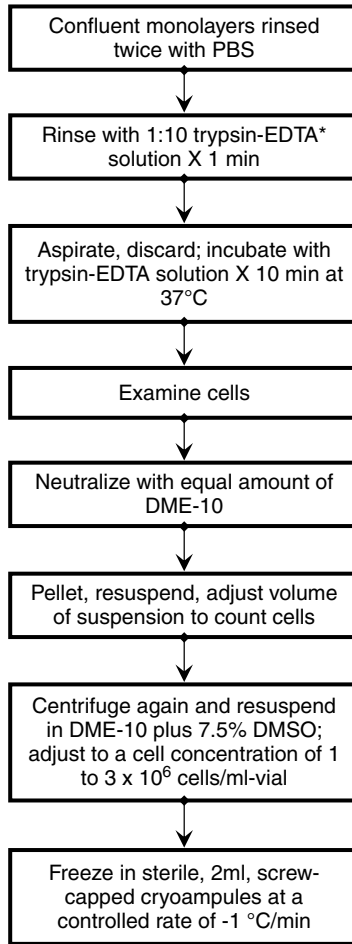 Confluent monolayers rinsed
twice with PBS
Rinse with 1:10 trypsin-EDTA*
solution X 1 min
Aspirate, discard; incubate with
trypsin-EDTA solution X 10 min at
37°C
Examine cells
Neutralize with equal amount of
DME-10
Pellet, resuspend, adjust volume
of suspension to count cells
Centrifuge again and resuspend
in DME-10 plus 7.5% DMSO;
adjust to a cell concentration of 1
to 3 x 10⁶ cells/ml-vial
Freeze in sterile, 2ml, screw-
capped cryoampules at a
controlled rate of -1 °C/min